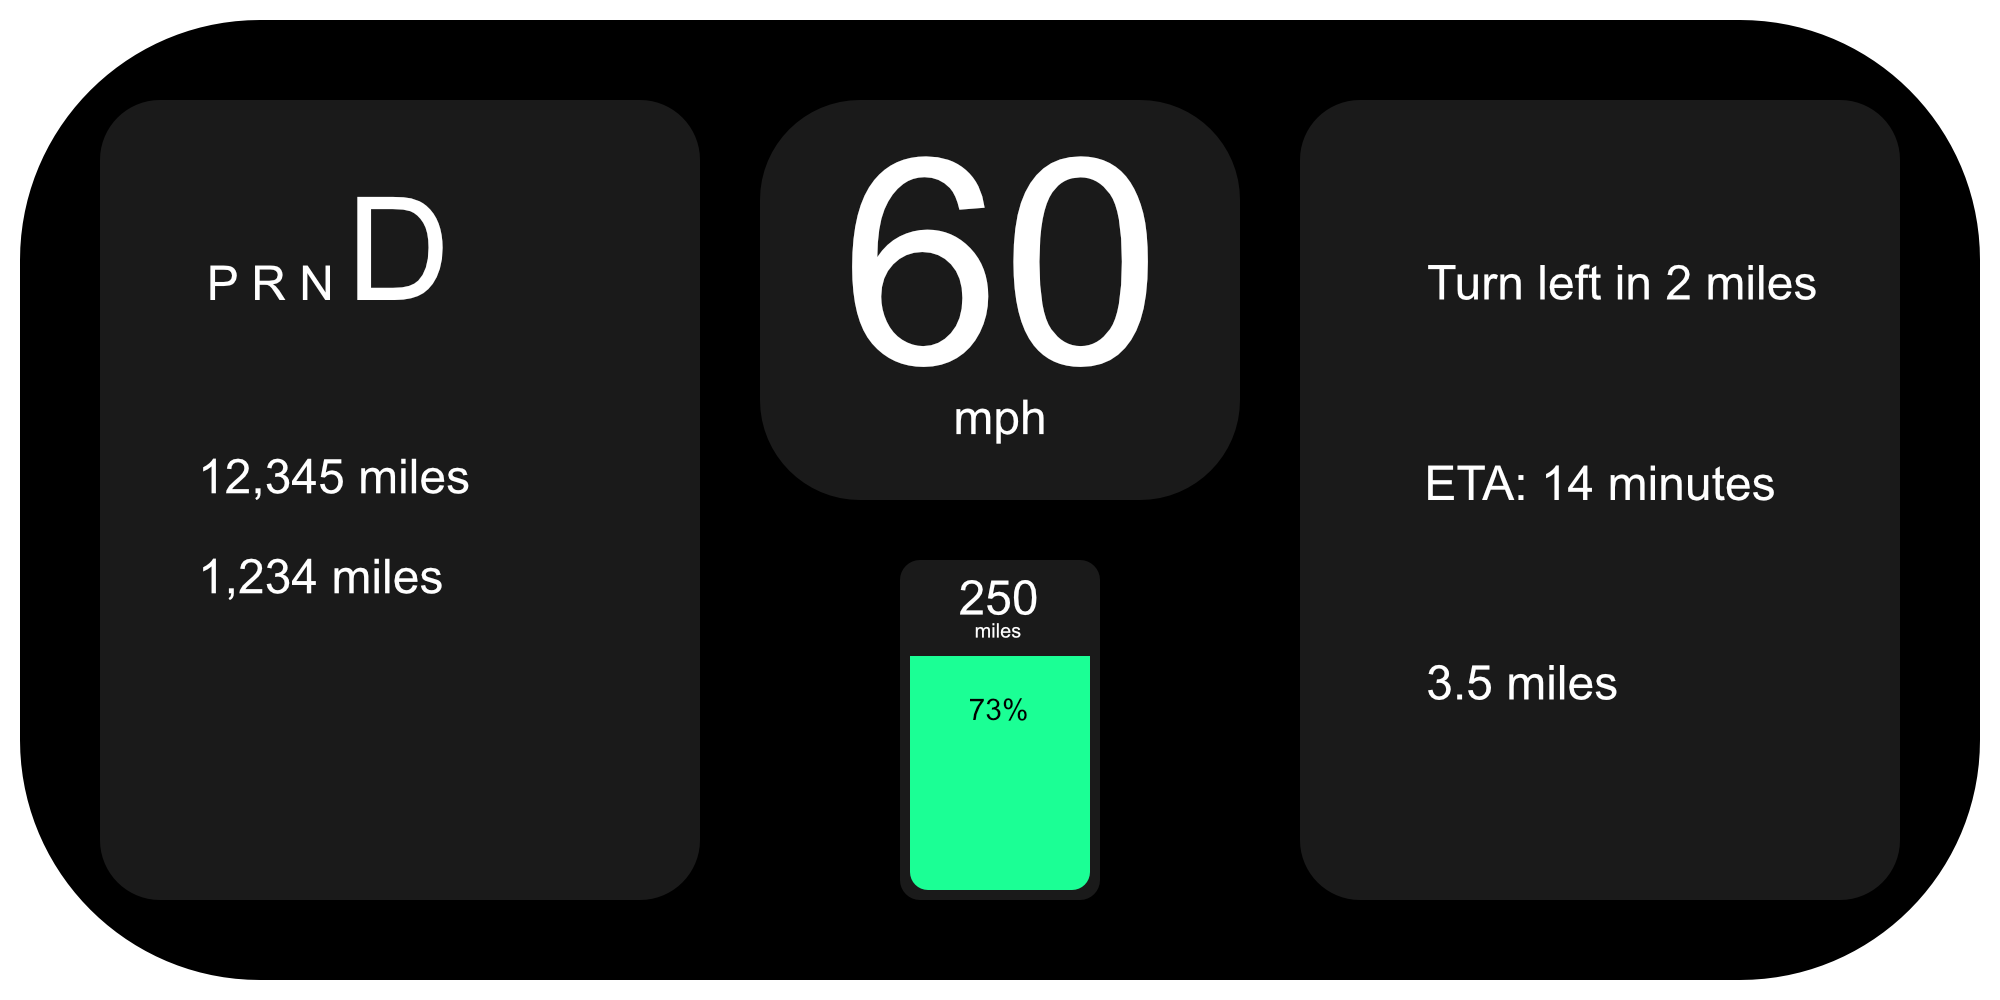 P R N D
12,345 miles
1,234 miles
60
mph
250
miles
73%
Turn left in 2 miles
ETA: 14 minutes
3.5 miles